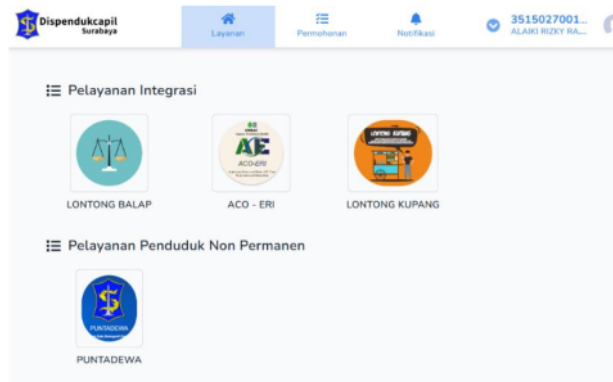 Dispendukcapil
Surabaya
Layanan
Permohonan
Notifikasi
3515027001...
ALAIKI RIZKY RA...
Pelayanan Integrasi
AE
ACO-ERI
LONTONG KUPANG
LONTONG BALAP
ACO - ERI
LONTONG KUPANG
Pelayanan Penduduk Non Permanen
PUNTADEWA
PUNTADEWA